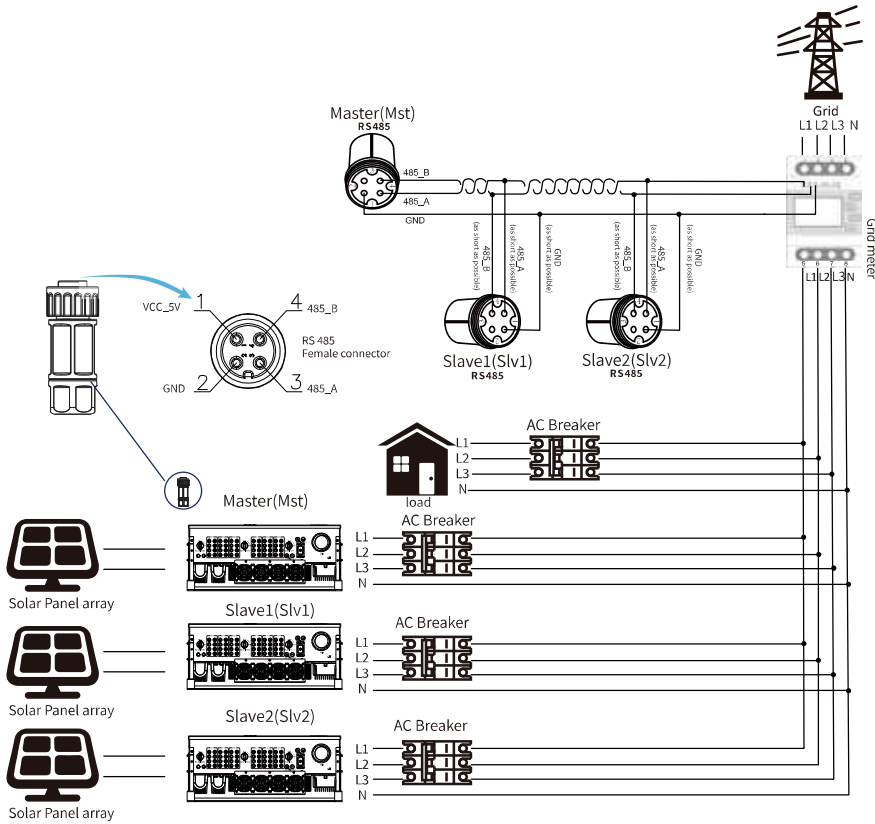 Grid
L1 L2 L3 N
Master(Mst)
RS485
485_B
485_A
GND
Grid meter
485_B
(as short as possible)
485_A
(as short as possible)
GND
(as short as possible)
485_B
(as short as possible)
485_A
(as short as possible)
GND
(as short as possible)
5 6 7 8
L1 L2 L3 N
VCC_5V
1
4
485_B
RS 485
Female connector
GND
2
3
485_A
Slave1(Slv1)
RS485
Slave2(Slv2)
RS485
AC Breaker
L1
L2
L3
N
load
Master(Mst)
AC Breaker
L1
L2
L3
N
Solar Panel array
Slave1(Slv1)
AC Breaker
L1
L2
L3
N
Solar Panel array
Slave2(Slv2)
AC Breaker
L1
L2
L3
N
Solar Panel array